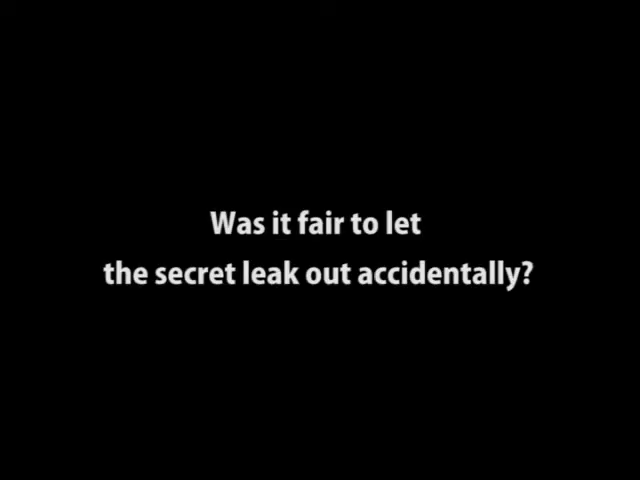 Was it fair to let
the secret leak out accidentally?